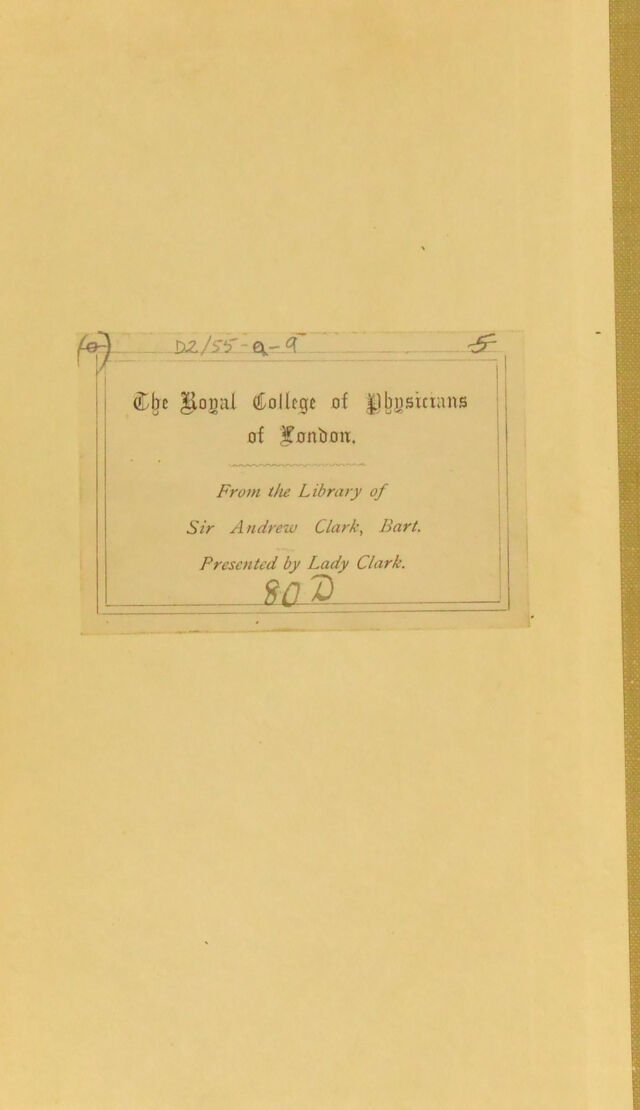 (0) D2/55-a-9 5
The Royal College of Physicians
of London.
From the Library of
Sir Andrew Clark, Bart.
Presented by Lady Clark.
80 D